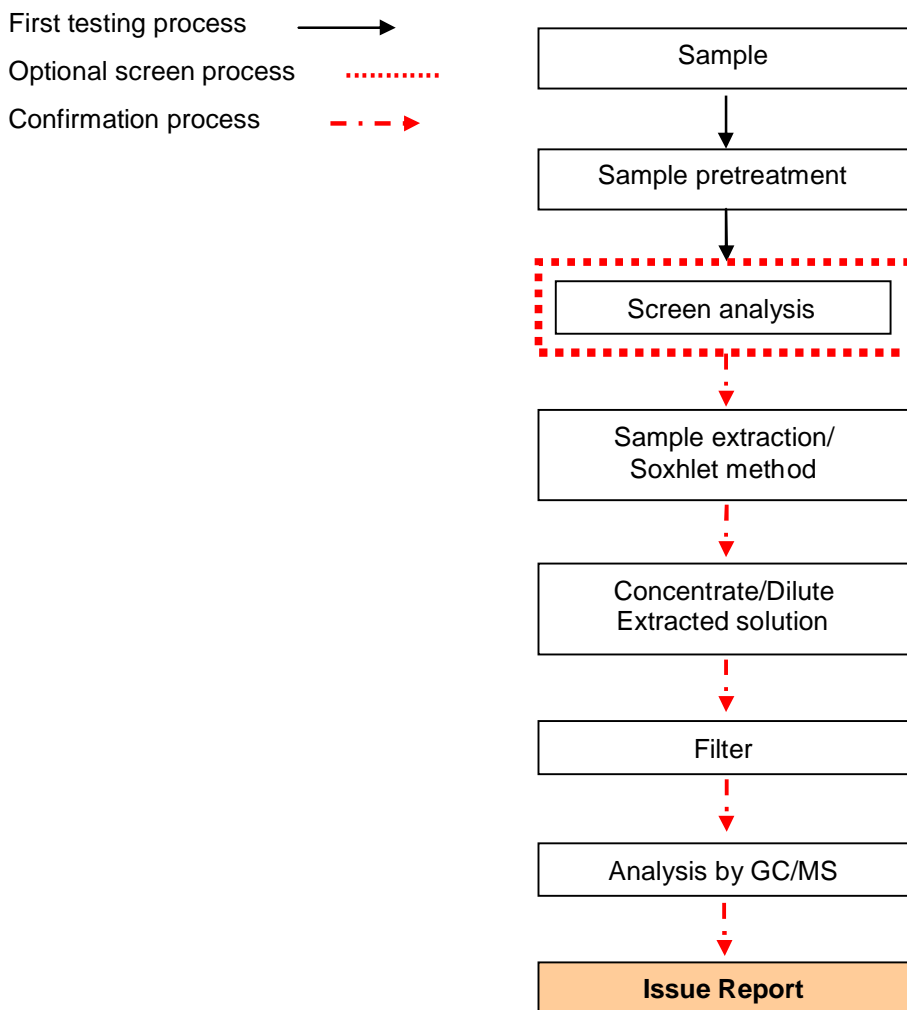 First testing process
Optional screen process
Confirmation process
Sample
Sample pretreatment
Screen analysis
Sample extraction/
Soxhlet method
Concentrate/Dilute
Extracted solution
Filter
Analysis by GC/MS
Issue Report